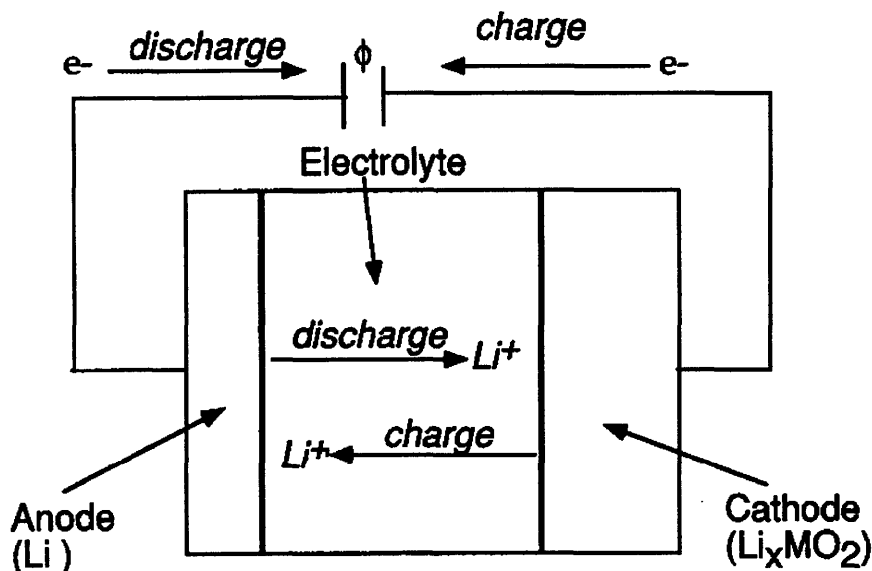 discharge ϕ charge
e- e-
Electrolyte
discharge Li+
Li+ charge
Anode Cathode
(Li ) (LiₓMO₂)